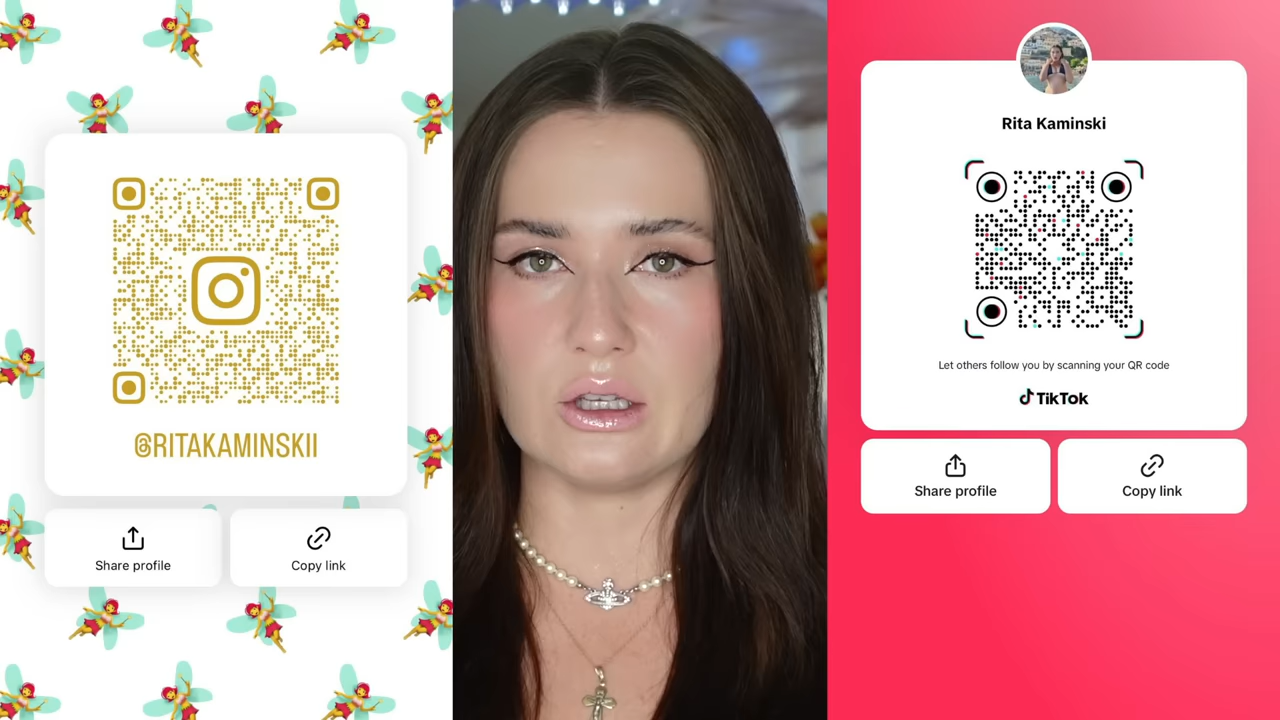 @RITAKAMINSKII
Share profile
Copy link
Rita Kaminski
Let others follow you by scanning your QR code
TikTok
Share profile
Copy link